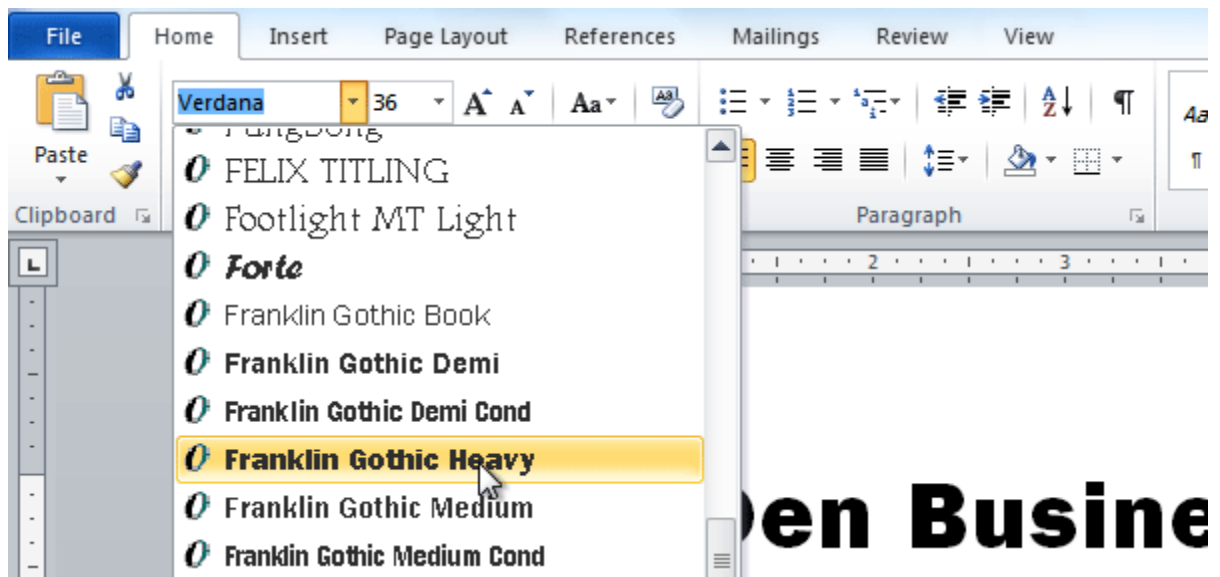 File Home Insert Page Layout References Mailings Review View
Verdana 36 A A Aa
FangSong
Paste
FELIX TITLING
Clipboard
Footlight MT Light
Paragraph
Forte
2 3
Franklin Gothic Book
Franklin Gothic Demi
Franklin Gothic Demi Cond
Franklin Gothic Heavy
Franklin Gothic Medium
Franklin Gothic Medium Cond
en Busine